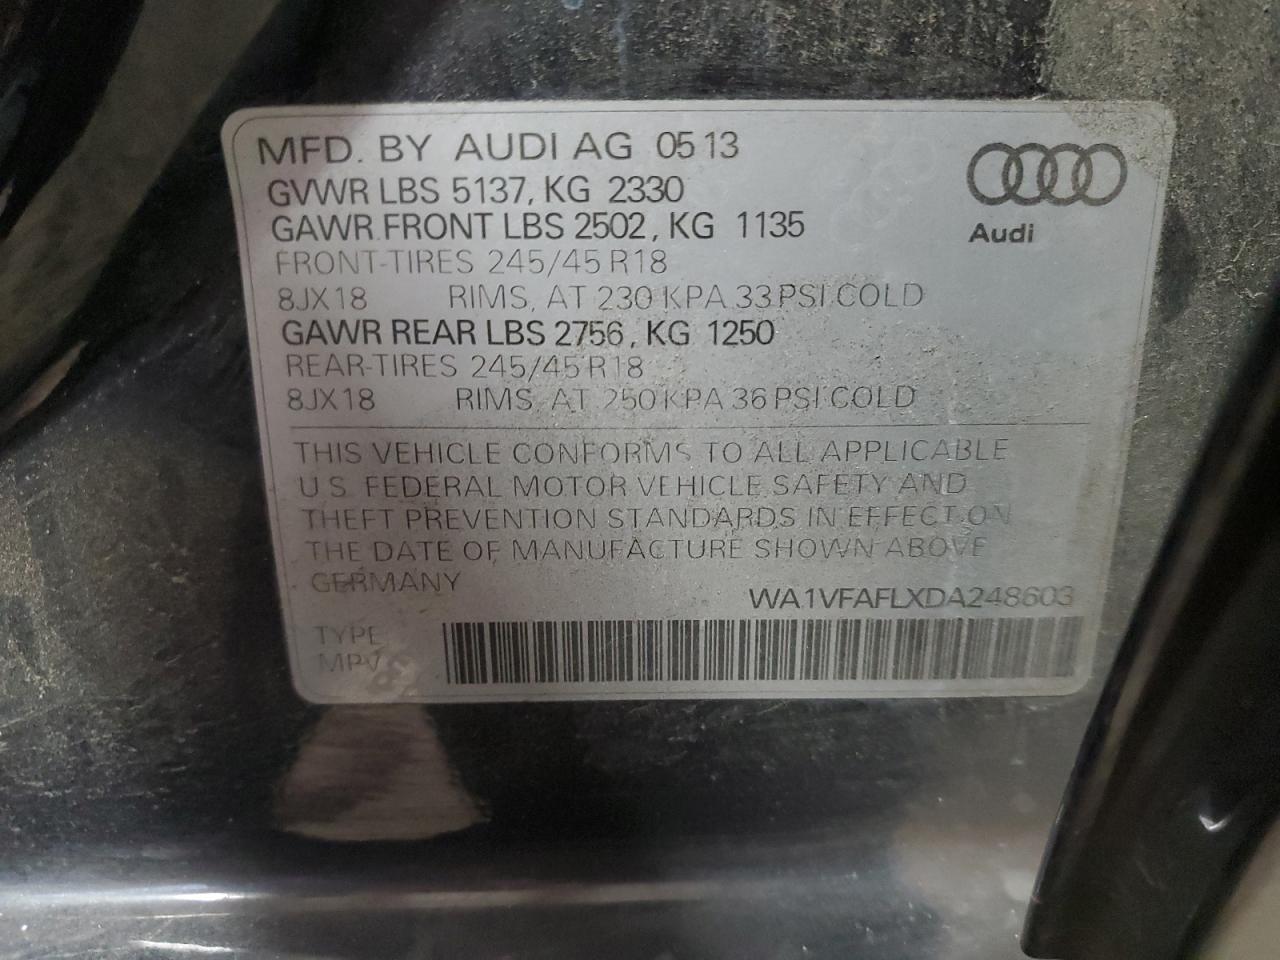 MFD. BY AUDI AG 05 13
GVWR LBS 5137, KG 2330
GAWR FRONT LBS 2502, KG 1135
FRONT-TIRES 245/45 R18
8JX18 RIMS, AT 230 KPA 33 PSI COLD
GAWR REAR LBS 2756, KG 1250
REAR-TIRES 245/45 R18
8JX18 RIMS, AT 250 KPA 36 PSI COLD
Audi
THIS VEHICLE CONFORMS TO ALL APPLICABLE
U.S. FEDERAL MOTOR VEHICLE SAFETY AND
THEFT PREVENTION STANDARDS IN EFFECT ON
THE DATE OF MANUFACTURE SHOWN ABOVE
GERMANY
WA1VFAFLXDA248603
TYPE
MPV